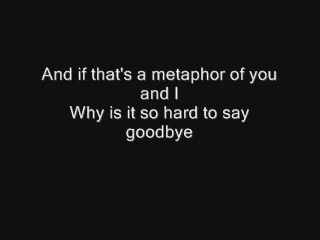 And if that's a metaphor of you
and I
Why is it so hard to say
goodbye